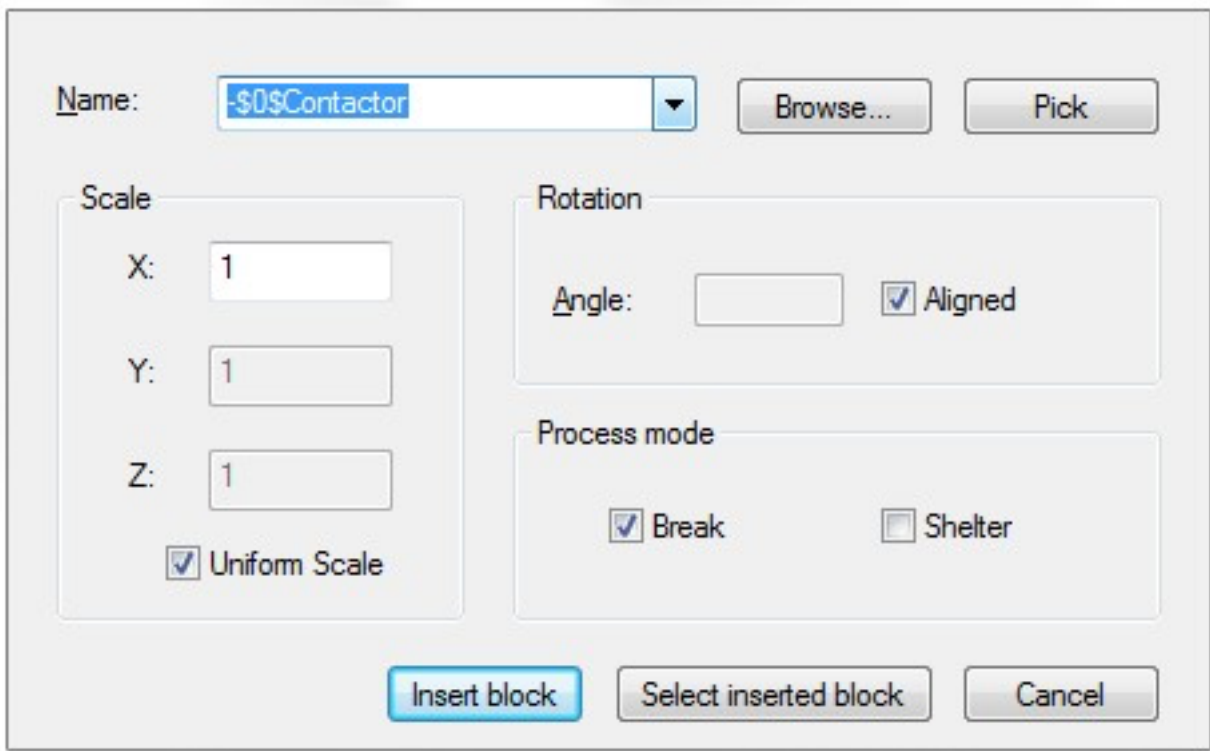 Name: -$0$Contactor Browse... Pick
Scale
X: 1
Y: 1
Z: 1
Uniform Scale
Rotation
Angle: Aligned
Process mode
Break Shelter
Insert block Select inserted block Cancel